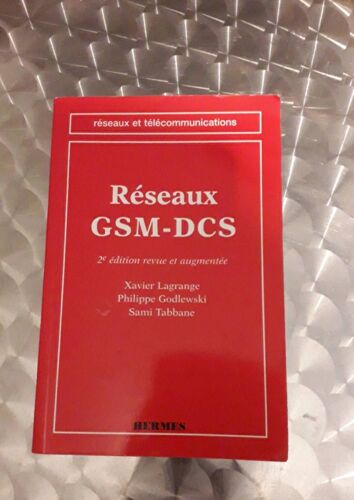 réseaux et télécommunications
Réseaux
GSM-DCS
2e édition revue et augmentée
Xavier Lagrange
Philippe Godlewski
Sami Tabbane
HERMES